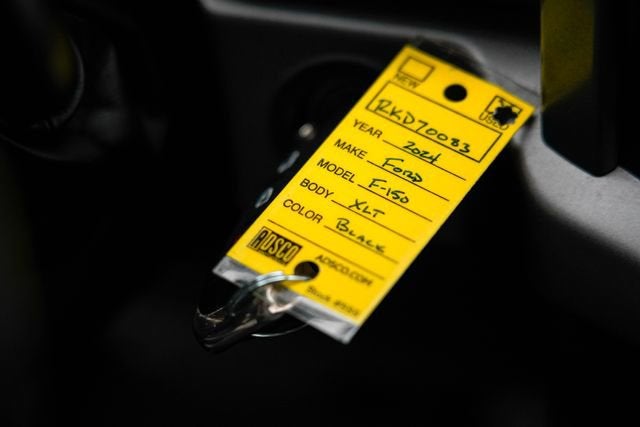 NEW
USED
RKD70083
YEAR 2024
MAKE FORD
MODEL F-150
BODY XLT
COLOR BLACK
ADSCO
ADSCO.COM